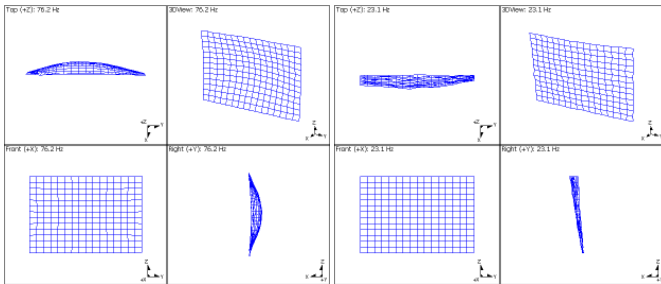 Top (+Z): 76.2 Hz
3DView: 76.2 Hz
Top (+Z): 23.1 Hz
3DView: 23.1 Hz
Front (+X): 76.2 Hz
Right (+Y): 76.2 Hz
Front (+X): 23.1 Hz
Right (+Y): 23.1 Hz